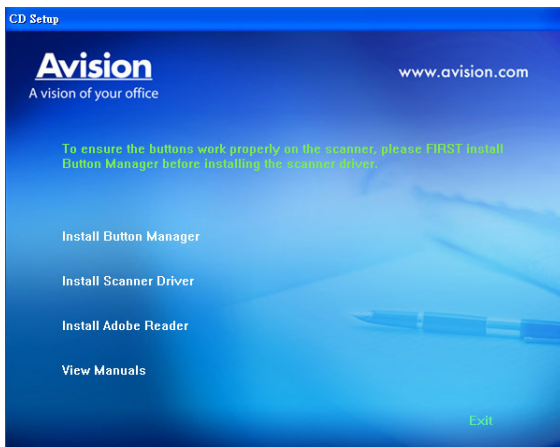 CD Setup
Avision
www.avision.com
A vision of your office
To ensure the buttons work properly on the scanner, please FIRST install
Button Manager before installing the scanner driver.
Install Button Manager
Install Scanner Driver
Install Adobe Reader
View Manuals
Exit